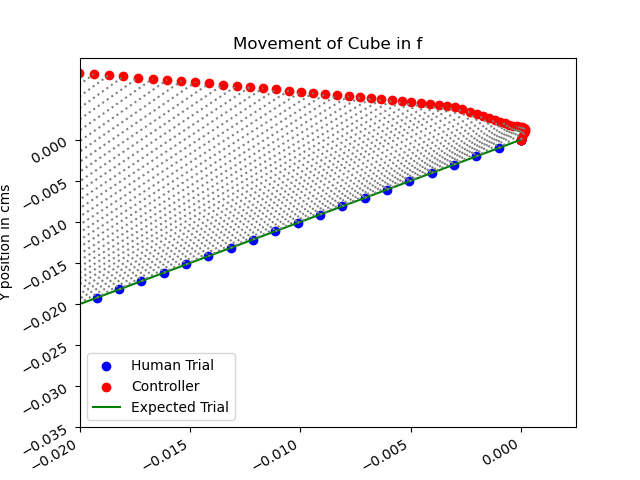 Movement of Cube in f
Y position in cms
0.000
−0.005
−0.010
−0.015
−0.020
−0.025
−0.030
−0.035
Human Trial
Controller
Expected Trial
−0.020
−0.015
−0.010
−0.005
0.000